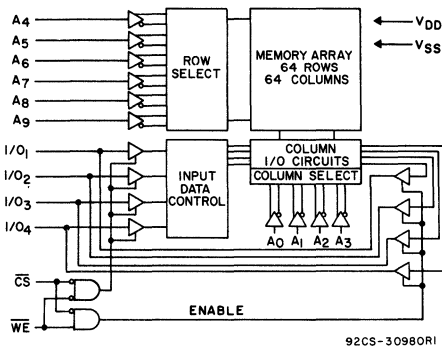 A4
A5
A6
A7
A8
A9
ROW
SELECT
MEMORY ARRAY
64 ROWS
64 COLUMNS
VDD
VSS
I/O1
I/O2
I/O3
I/O4
INPUT
DATA
CONTROL
COLUMN
I/O CIRCUITS
COLUMN SELECT
A0 A1 A2 A3
CS
WE
ENABLE
92CS-30980R1